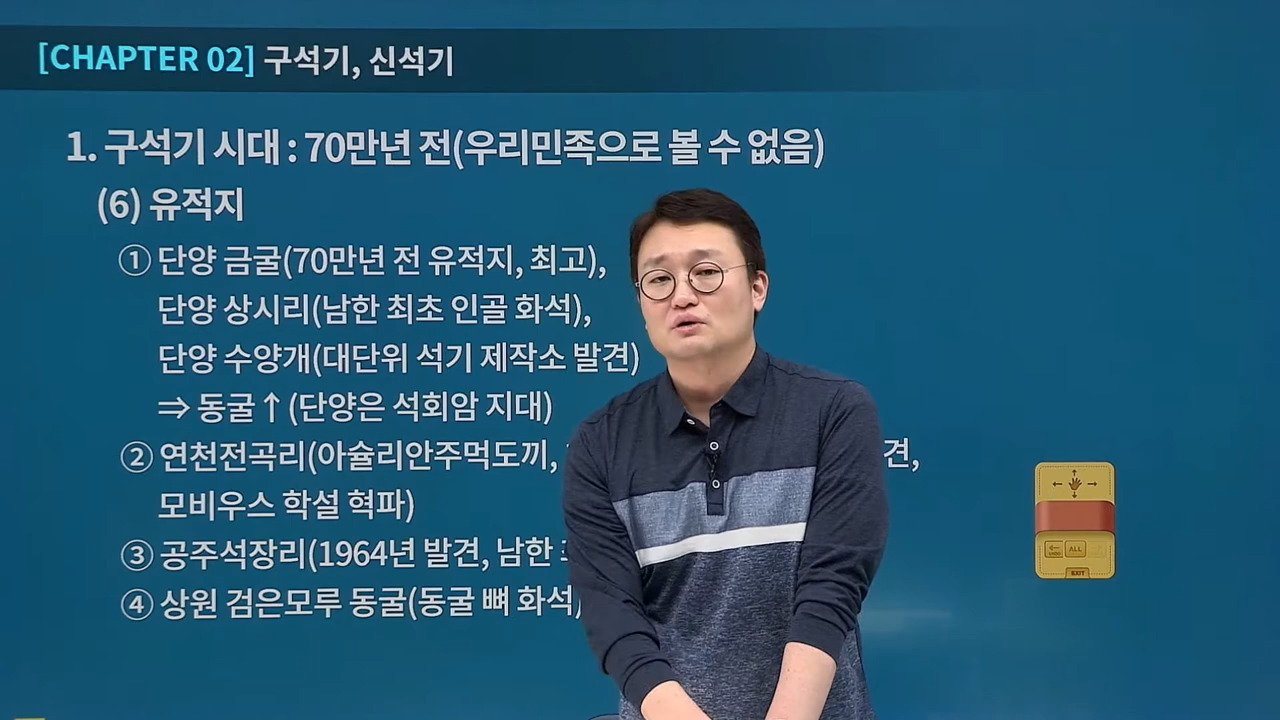 [CHAPTER 02] 구석기, 신석기
1. 구석기 시대 : 70만년 전(우리민족으로 볼 수 없음)
(6) 유적지
① 단양 금굴(70만년 전 유적지, 최고),
단양 상시리(남한 최초 인골 화석),
단양 수양개(대단위 석기 제작소 발견)
⇒ 동굴↑(단양은 석회암 지대)
② 연천전곡리(아슐리안주먹도끼, 견,
모비우스 학설 혁파)
③ 공주석장리(1964년 발견, 남한
④ 상원 검은모루 동굴(동굴 뼈 화석)
ALL
EXIT